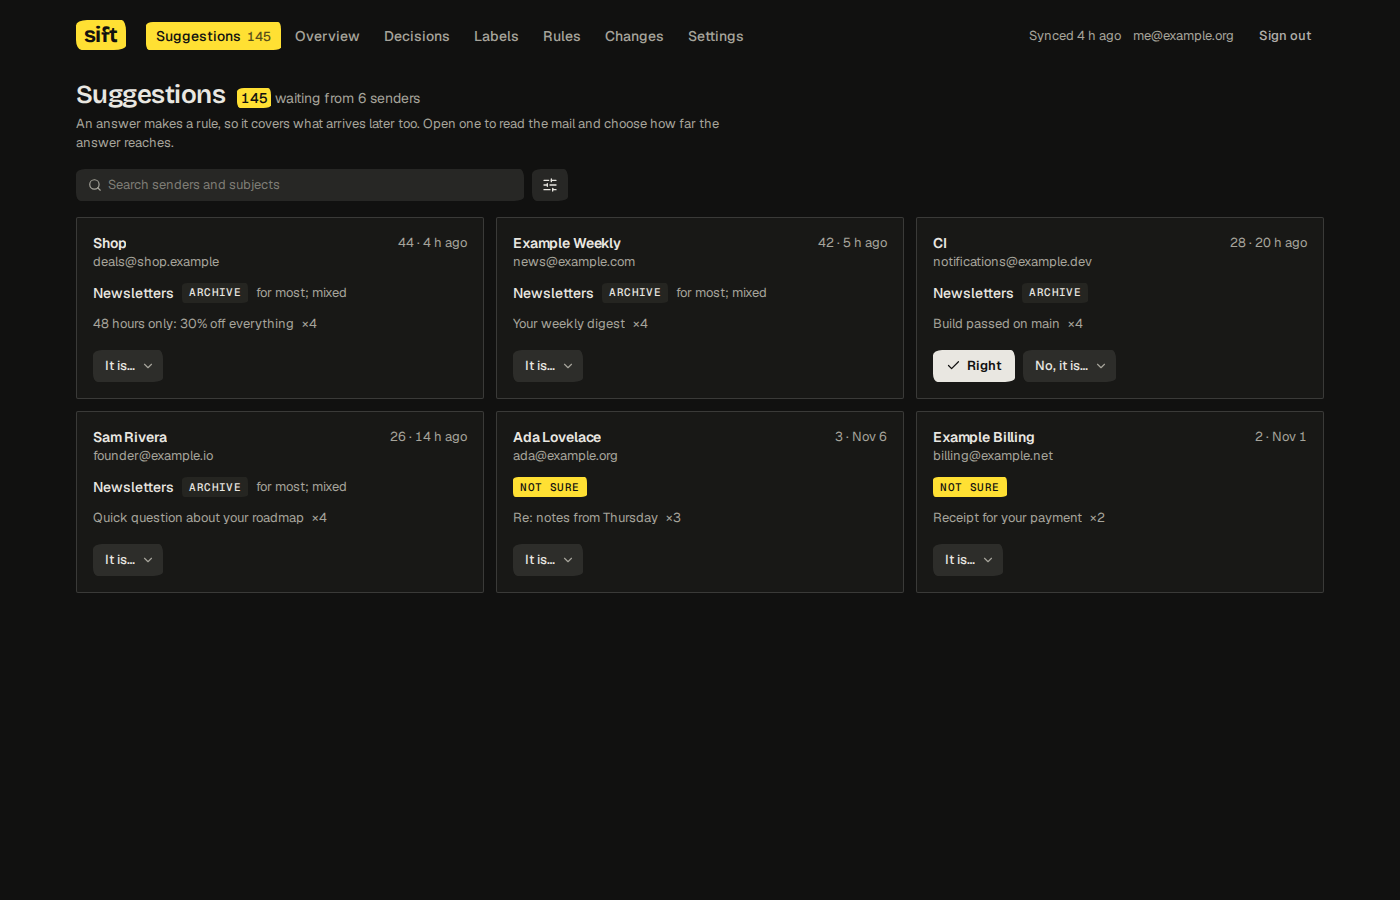 sift
Suggestions 145 Overview Decisions Labels Rules Changes Settings Synced 4 h ago me@example.org Sign out
Suggestions 145 waiting from 6 senders
An answer makes a rule, so it covers what arrives later too. Open one to read the mail and choose how far the
answer reaches.
Search senders and subjects
Shop 44 · 4 h ago
deals@shop.example
Newsletters ARCHIVE for most; mixed
48 hours only: 30% off everything ×4
It is...
Example Weekly 42 · 5 h ago
news@example.com
Newsletters ARCHIVE for most; mixed
Your weekly digest ×4
It is...
CI 28 · 20 h ago
notifications@example.dev
Newsletters ARCHIVE
Build passed on main ×4
Right No, it is...
Sam Rivera 26 · 14 h ago
founder@example.io
Newsletters ARCHIVE for most; mixed
Quick question about your roadmap ×4
It is...
Ada Lovelace 3 · Nov 6
ada@example.org
NOT SURE
Re: notes from Thursday ×3
It is...
Example Billing 2 · Nov 1
billing@example.net
NOT SURE
Receipt for your payment ×2
It is...